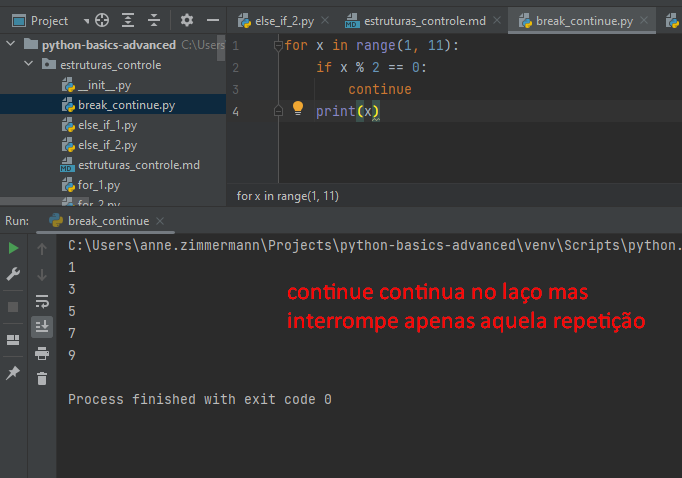 Project
else_if_2.py
estruturas_controle.md
break_continue.py
python-basics-advanced C:\Users
estruturas_controle
__init__.py
break_continue.py
else_if_1.py
else_if_2.py
estruturas_controle.md
for_1.py
for_2.py
1 for x in range(1, 11):
2 if x % 2 == 0:
3 continue
4 print(x)
for x in range(1, 11)
Run: break_continue
C:\Users\anne.zimmermann\Projects\python-basics-advanced\venv\Scripts\python.
1
3
5
7
9
continue continua no laço mas
interrompe apenas aquela repetição
Process finished with exit code 0